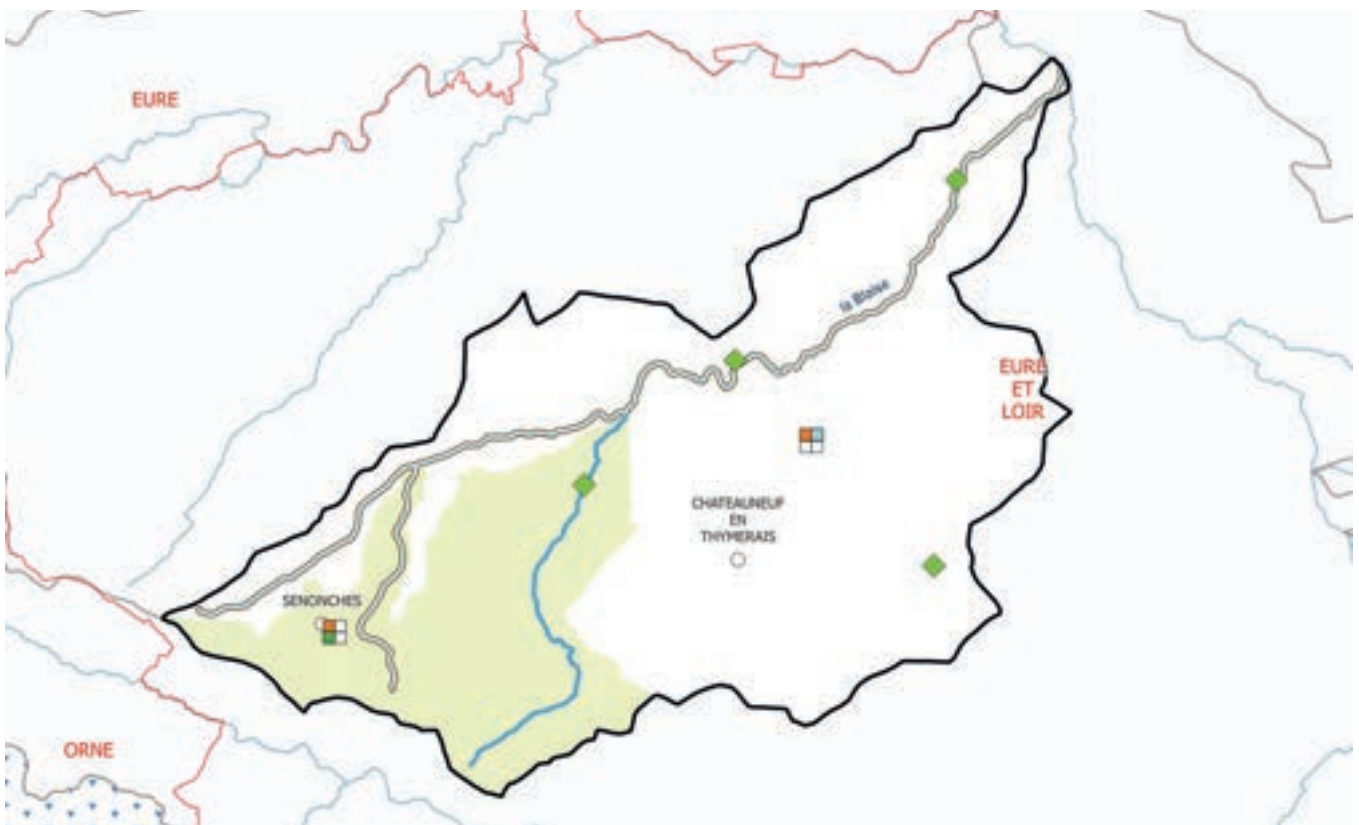 EURE
la Blaise
EURE
ET
LOIR
CHATEAUNEUF
EN
THYMERAIS
SENONCHES
ORNE